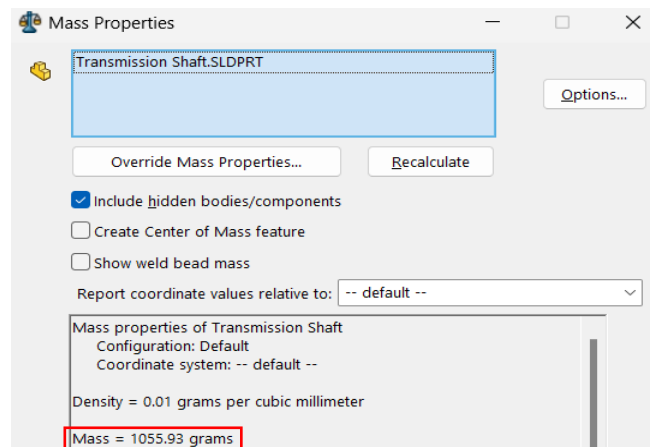 Mass Properties
Transmission Shaft.SLDPRT
Options...
Override Mass Properties...
Recalculate
Include hidden bodies/components
Create Center of Mass feature
Show weld bead mass
Report coordinate values relative to: -- default --
Mass properties of Transmission Shaft
Configuration: Default
Coordinate system: -- default --
Density = 0.01 grams per cubic millimeter
Mass = 1055.93 grams